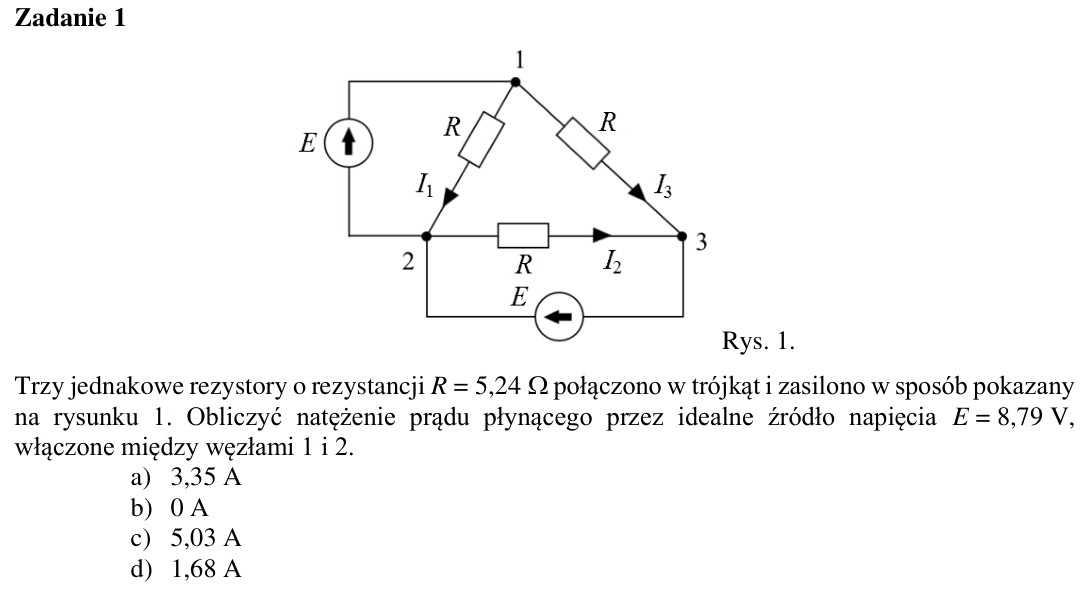 Zadanie 1
1
R
R
E
I₁
I₃
3
2
R
I₂
E
Rys. 1.
Trzy jednakowe rezystory o rezystancji R = 5,24 Ω połączono w trójkąt i zasilono w sposób pokazany
na rysunku 1. Obliczyć natężenie prądu płynącego przez idealne źródło napięcia E = 8,79 V,
włączone między węzłami 1 i 2.
a) 3,35 A
b) 0 A
c) 5,03 A
d) 1,68 A